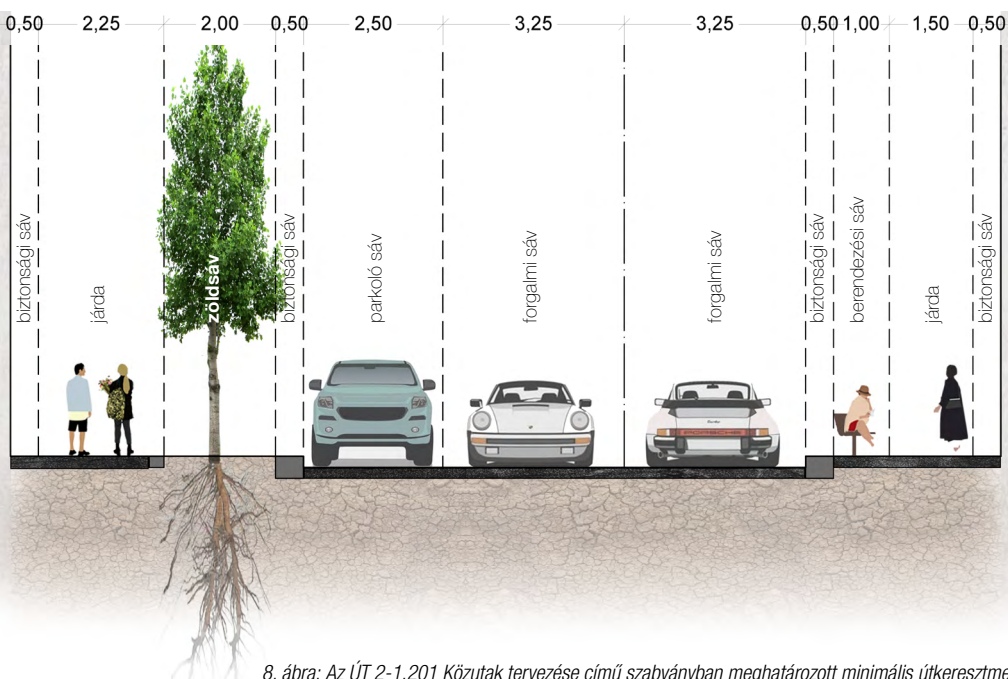 0,50 2,25 2,00 0,50 2,50 3,25 3,25 0,50 1,00 1,50 0,50
biztonsági sáv
járda
zöldsáv
biztonsági sáv
parkoló sáv
forgalmi sáv
forgalmi sáv
biztonsági sáv
berendezési sáv
járda
biztonsági sáv
PORSCHE
8. ábra: Az ÚT 2-1.201 Közutak tervezése című szabványban meghatározott minimális útkeresztme